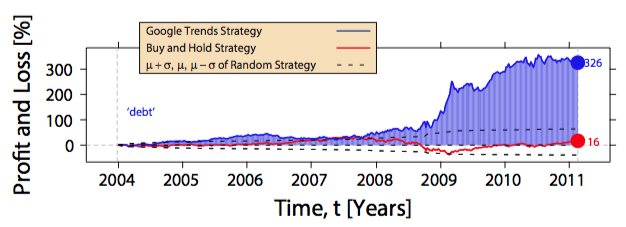 Google Trends Strategy
Buy and Hold Strategy
μ + σ, μ, μ − σ of Random Strategy
Profit and Loss [%]
300
200
100
0
'debt'
326
16
2004 2005 2006 2007 2008 2009 2010 2011
Time, t [Years]